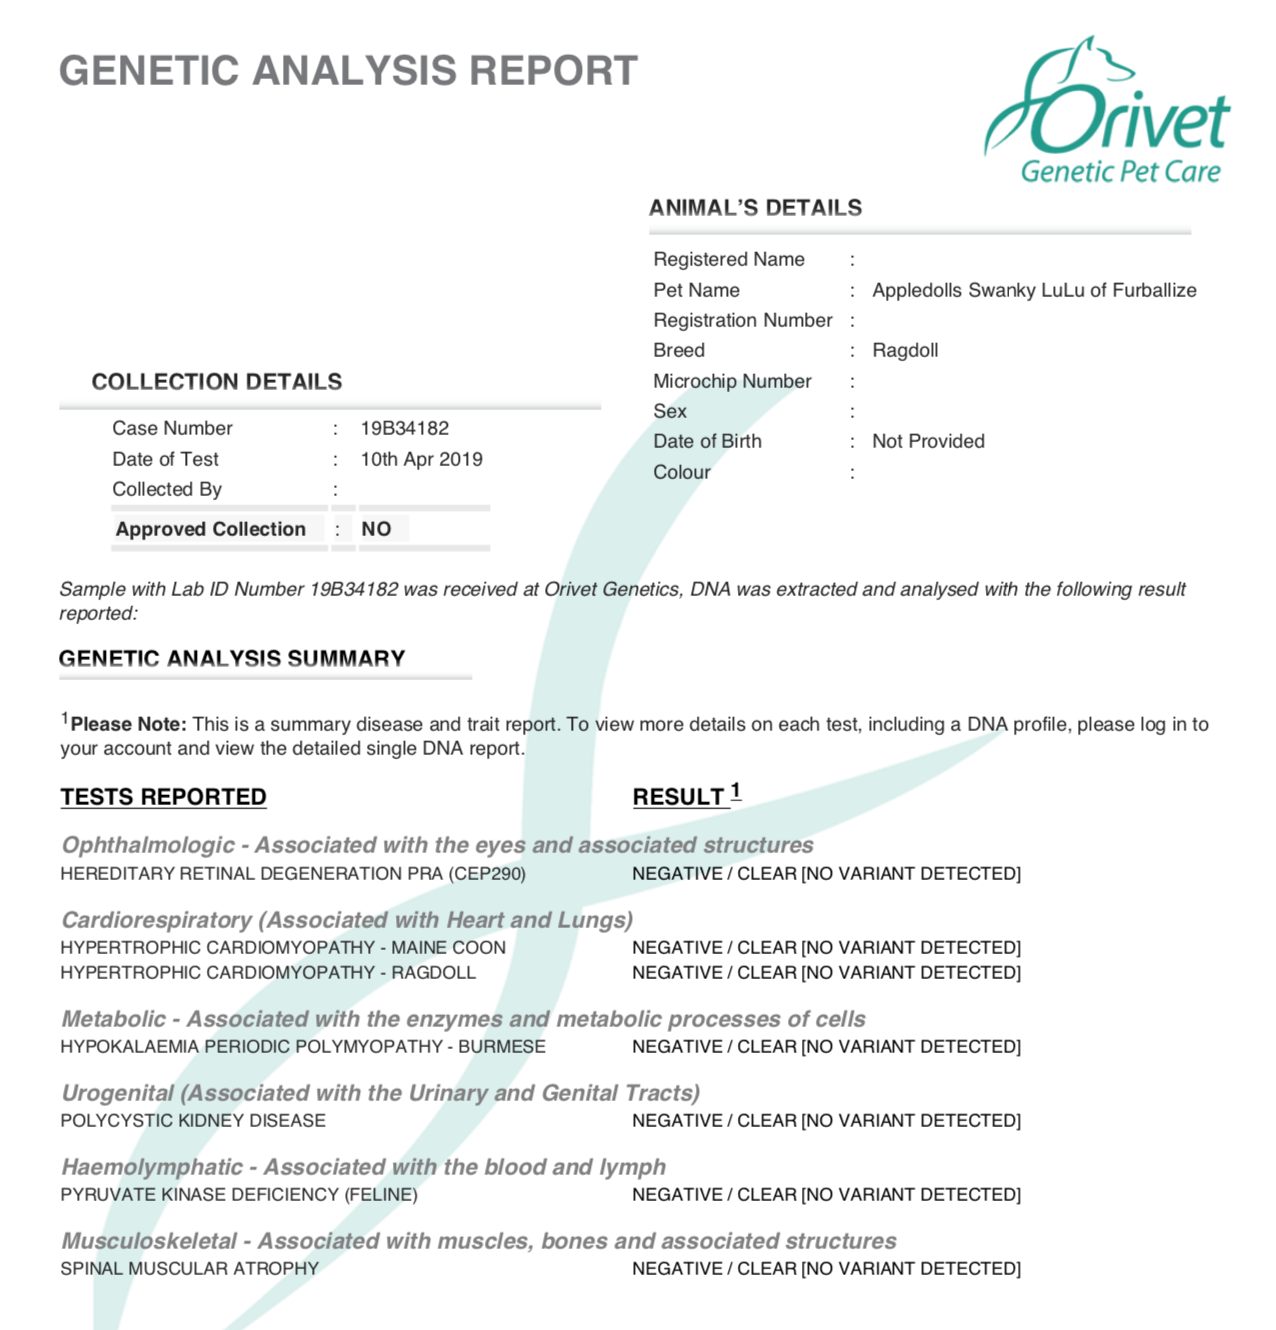 GENETIC ANALYSIS REPORT
Orivet
Genetic Pet Care
ANIMAL'S DETAILS
Registered Name :
Pet Name : Appledolls Swanky LuLu of Furballize
Registration Number :
Breed : Ragdoll
Microchip Number :
Sex :
Date of Birth : Not Provided
Colour :
COLLECTION DETAILS
Case Number : 19B34182
Date of Test : 10th Apr 2019
Collected By :
Approved Collection : NO
Sample with Lab ID Number 19B34182 was received at Orivet Genetics, DNA was extracted and analysed with the following result
reported:
GENETIC ANALYSIS SUMMARY
1Please Note: This is a summary disease and trait report. To view more details on each test, including a DNA profile, please log in to
your account and view the detailed single DNA report.
TESTS REPORTED RESULT 1
Ophthalmologic - Associated with the eyes and associated structures
HEREDITARY RETINAL DEGENERATION PRA (CEP290) NEGATIVE / CLEAR [NO VARIANT DETECTED]
Cardiorespiratory (Associated with Heart and Lungs)
HYPERTROPHIC CARDIOMYOPATHY - MAINE COON NEGATIVE / CLEAR [NO VARIANT DETECTED]
HYPERTROPHIC CARDIOMYOPATHY - RAGDOLL NEGATIVE / CLEAR [NO VARIANT DETECTED]
Metabolic - Associated with the enzymes and metabolic processes of cells
HYPOKALAEMIA PERIODIC POLYMYOPATHY - BURMESE NEGATIVE / CLEAR [NO VARIANT DETECTED]
Urogenital (Associated with the Urinary and Genital Tracts)
POLYCYSTIC KIDNEY DISEASE NEGATIVE / CLEAR [NO VARIANT DETECTED]
Haemolymphatic - Associated with the blood and lymph
PYRUVATE KINASE DEFICIENCY (FELINE) NEGATIVE / CLEAR [NO VARIANT DETECTED]
Musculoskeletal - Associated with muscles, bones and associated structures
SPINAL MUSCULAR ATROPHY NEGATIVE / CLEAR [NO VARIANT DETECTED]